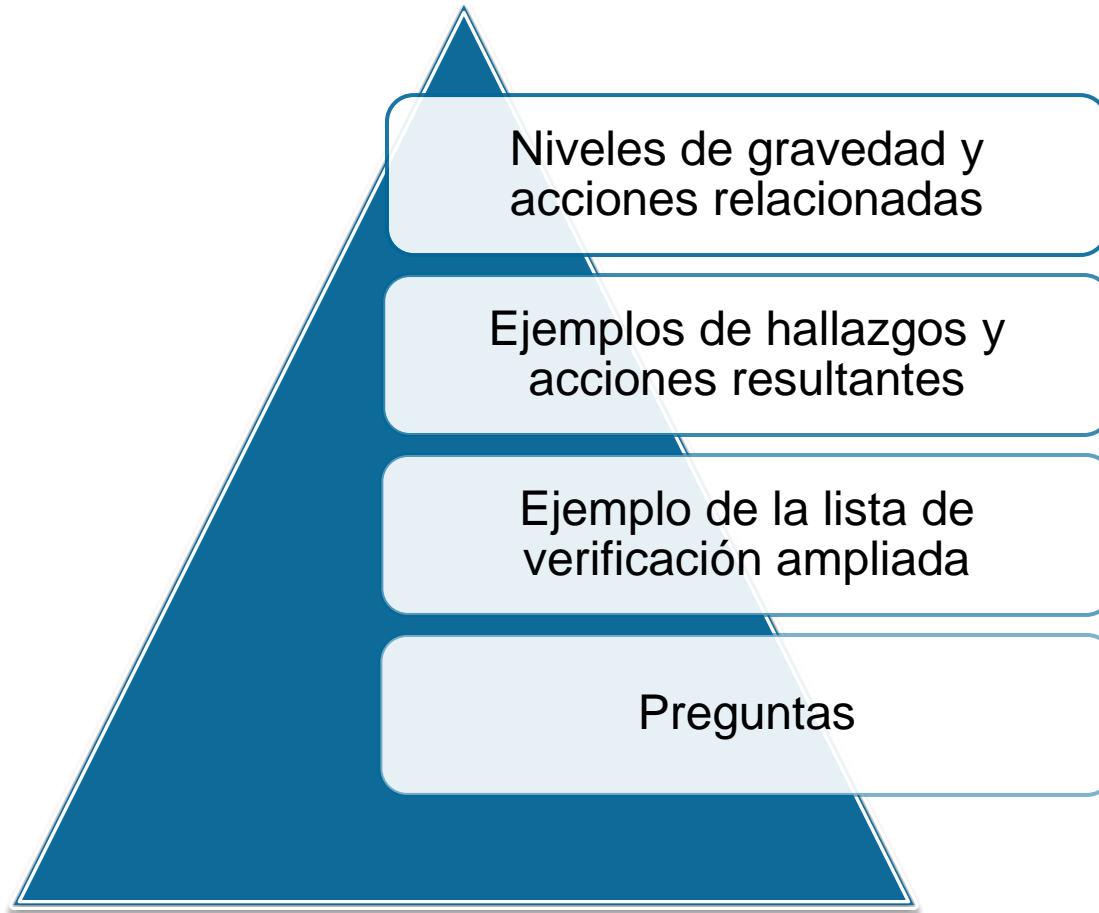 Niveles de gravedad y
acciones relacionadas
Ejemplos de hallazgos y
acciones resultantes
Ejemplo de la lista de
verificación ampliada
Preguntas